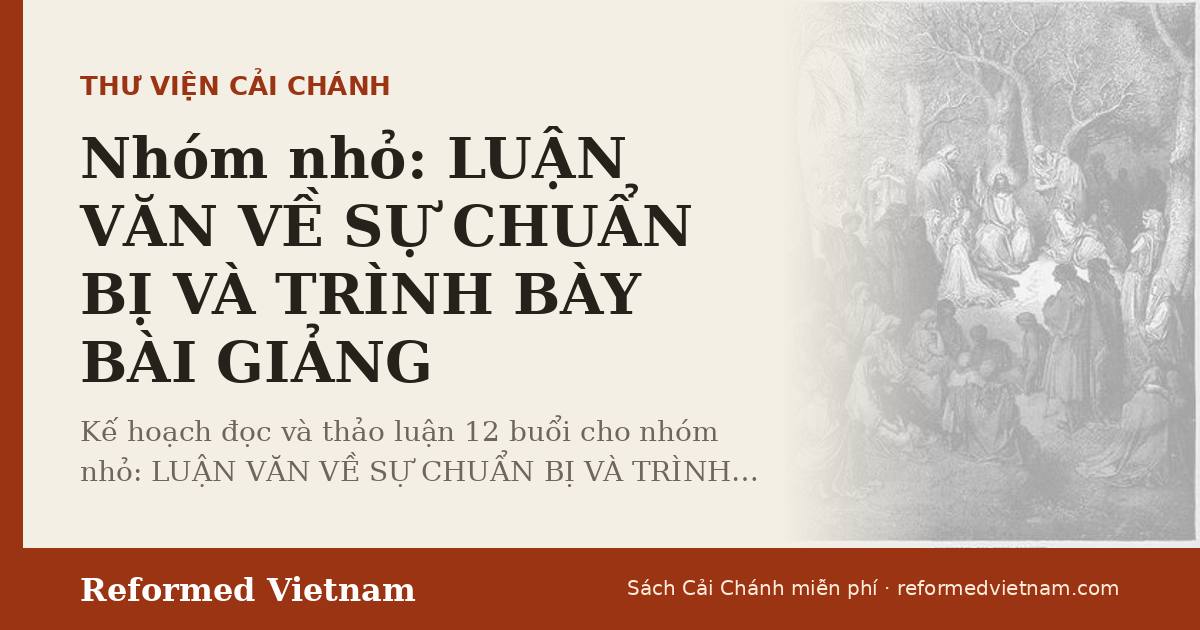 THƯ VIỆN CẢI CHÁNH
Nhóm nhỏ: LUẬN
VĂN VỀ SỰ CHUẨN
BỊ VÀ TRÌNH BÀY
BÀI GIẢNG
Kế hoạch đọc và thảo luận 12 buổi cho nhóm
nhỏ: LUẬN VĂN VỀ SỰ CHUẨN BỊ VÀ TRÌNH...
Reformed Vietnam
Sách Cải Chánh miễn phí · reformedvietnam.com